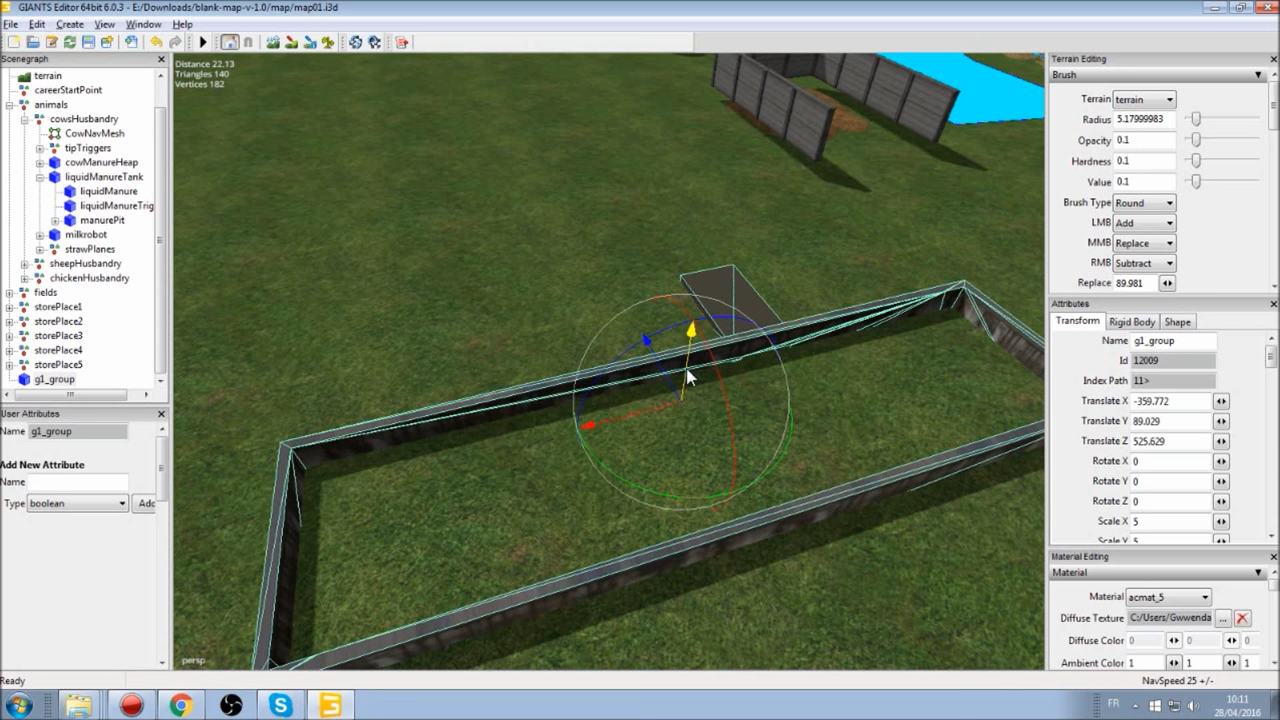 GIANTS Editor 64bit 6.0.3 - E:/Downloads/blank-map-v-1.0/map/map01.i3d
File Edit Create View Window Help
Scenegraph
terrain
careerStartPoint
animals
cowsHusbandry
CowNavMesh
tipTriggers
cowManureHeap
liquidManureTank
liquidManure
liquidManureTrig
manurePit
milkrobot
strawPlanes
sheepHusbandry
chickenHusbandry
fields
storePlace1
storePlace2
storePlace3
storePlace4
storePlace5
g1_group
User Attributes
Name g1_group
Add New Attribute
Name
Type boolean Add
Ready
Distance 22.13
Triangles 140
Vertices 182
persp
Terrain Editing
Brush
Terrain terrain
Radius 5.17999983
Opacity 0.1
Hardness 0.1
Value 0.1
Brush Type Round
LMB Add
MMB Replace
RMB Subtract
Replace 89.981
Attributes
Transform Rigid Body Shape
Name g1_group
Id 12009
Index Path 11>
Translate X -359.772
Translate Y 89.029
Translate Z 525.629
Rotate X 0
Rotate Y 0
Rotate Z 0
Scale X 5
Scale Y 5
Material Editing
Material
Material acmat_5
Diffuse Texture C:/Users/Gwwenda ...
Diffuse Color 0 0 0
Ambient Color 1 1 1
NavSpeed 25 +/-
FR
10:11
28/04/2016